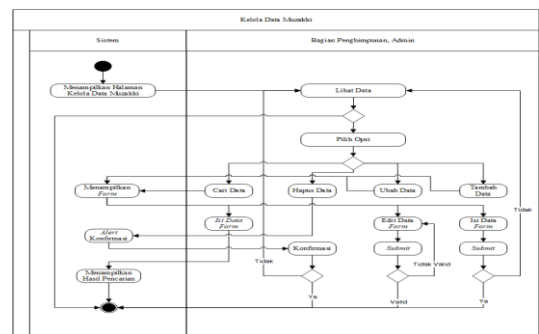 Kelola Data Muzakki
Sistem
Bagian Penghimpunan, Admin
Menampilkan Halaman
Kelola Data Muzakki
Lihat Data
Pilih Opsi
Menampilkan
Form
Cari Data
Hapus Data
Ubah Data
Tambah
Data
Tidak
Isi Data
Form
Edit Data
Form
Isi Data
Form
Alert
Konfirmasi
Konfirmasi
Submit
Submit
Tidak
Tidak Valid
Menampilkan
Hasil Pencarian
Ya
Valid
Ya